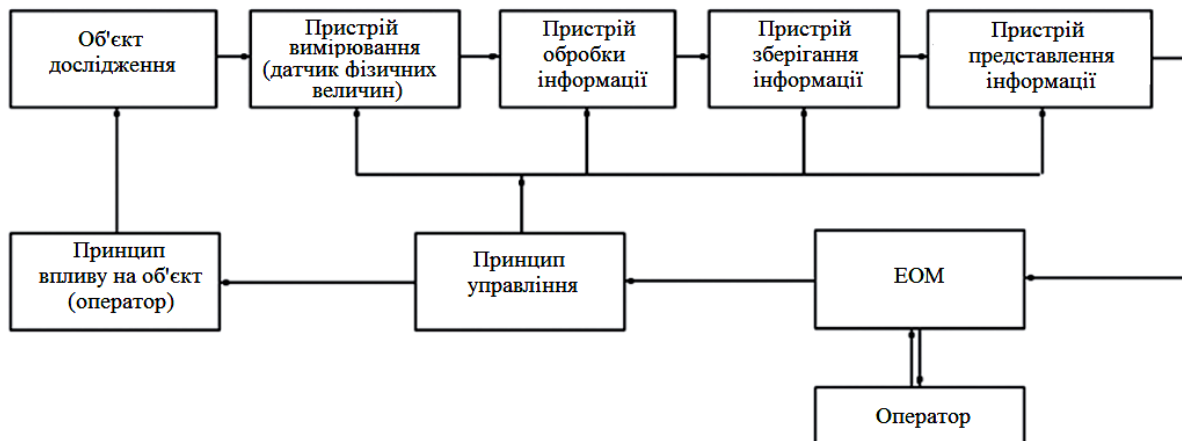 Об'єкт
дослідження
Пристрій
вимірювання
(датчик фізичних
величин)
Пристрій
обробки
інформації
Пристрій
зберігання
інформації
Пристрій
представлення
інформації
Принцип
впливу на об'єкт
(оператор)
Принцип
управління
ЕОМ
Оператор